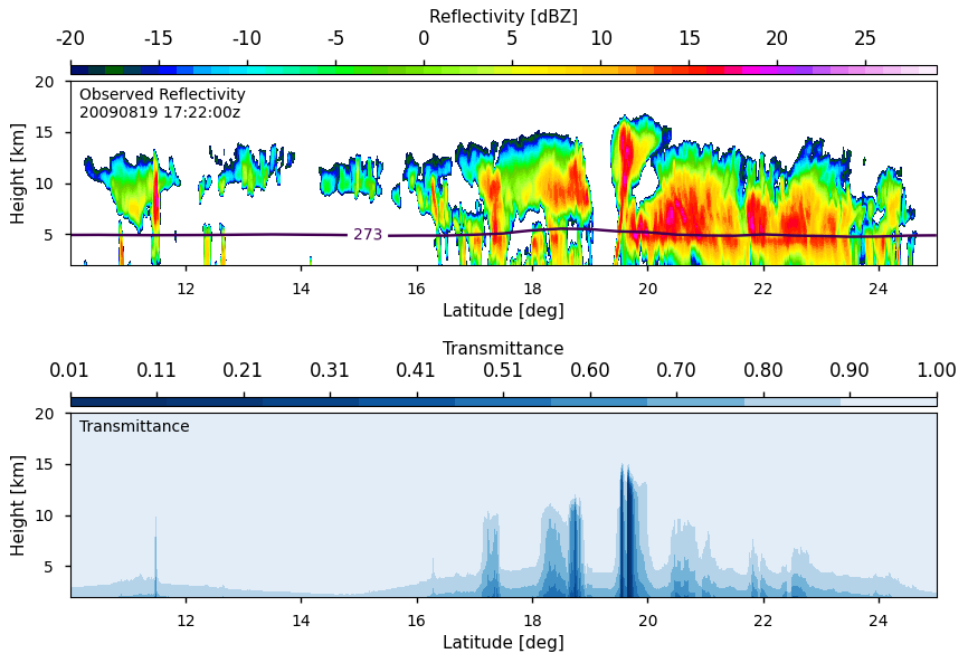 Reflectivity [dBZ]
-20 -15 -10 -5 0 5 10 15 20 25
20
15
10
5
Height [km]
Observed Reflectivity
20090819 17:22:00z
273
12 14 16 18 20 22 24
Latitude [deg]
Transmittance
0.01 0.11 0.21 0.31 0.41 0.51 0.60 0.70 0.80 0.90 1.00
20
15
10
5
Height [km]
Transmittance
12 14 16 18 20 22 24
Latitude [deg]